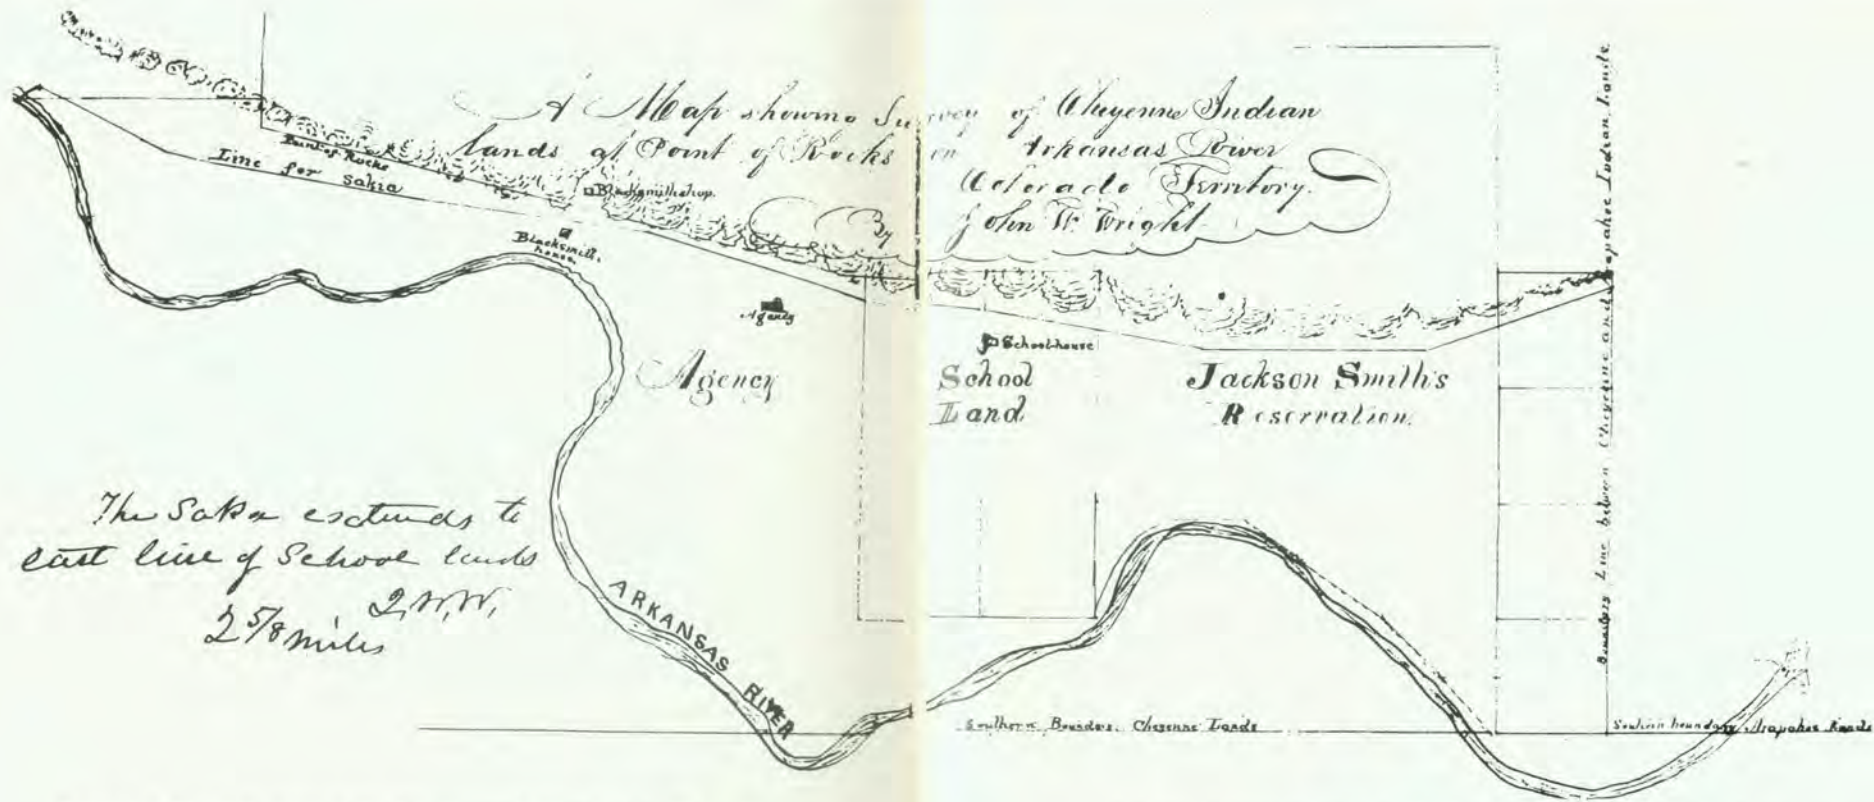 A Map showing Survey of Cheyenne Indian
lands at Point of Rocks on Arkansas River
Colorado Territory.
By John W. Wright
Point of Rocks
Line for Sakia
Blacksmith shop.
Blacksmith house.
Agency
Agency
School-house
School
Land
Jackson Smith's
Reservation.
Boundary Line between Cheyenne and Arapahoe Indian Lands.
The Sakia extends to
east line of School lands
J.W.W.
2 5/8 miles
ARKANSAS RIVER
Southern Boundary Cheyenne Lands
Southern boundary Arapahoe Lands